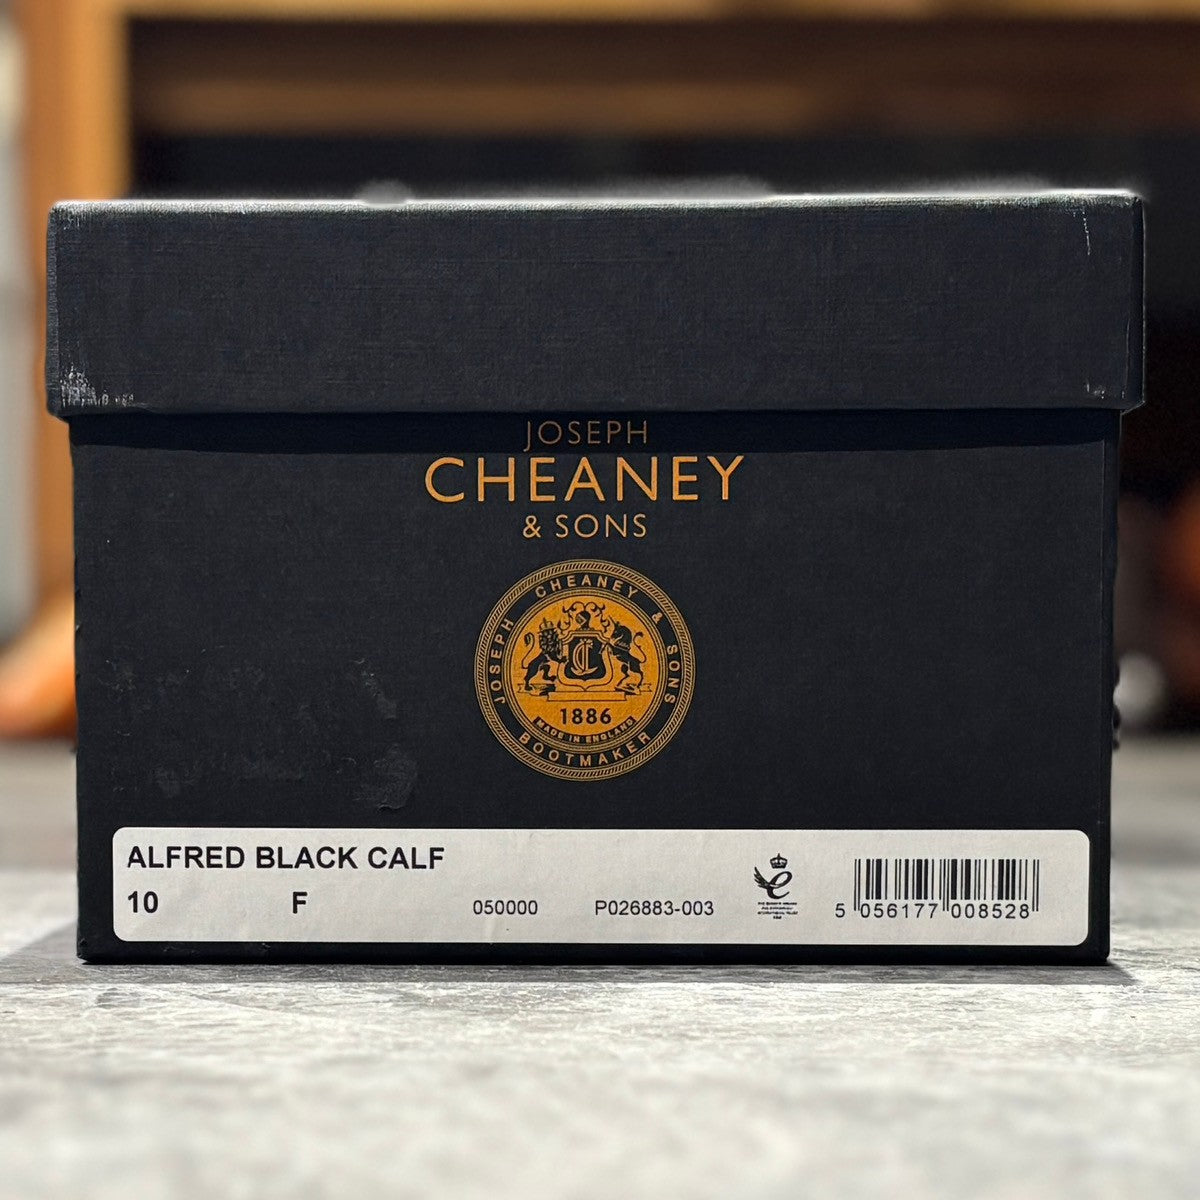 JOSEPH
CHEANEY
& SONS
JOSEPH CHEANEY & SONS
1886
MADE IN ENGLAND
BOOTMAKER
ALFRED BLACK CALF
10 F 050000 P026883-003
5 056177 008528